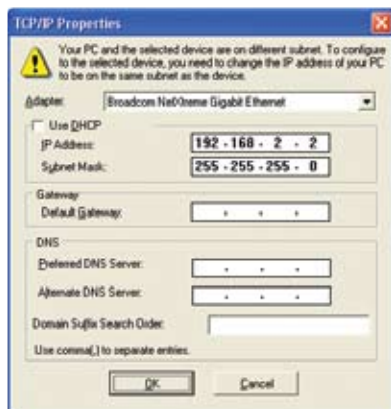 TCP/IP Properties
Your PC and the selected device are on different subnet. To configure
to the selected device, you need to change the IP address of your PC
to be on the same subnet as the device.
Adapter: Broadcom NetXtreme Gigabit Ethernet
Use DHCP
IP Address: 192 . 168 . 2 . 2
Subnet Mask: 255 . 255 . 255 . 0
Gateway
Default Gateway: . . .
DNS
Preferred DNS Server: . . .
Alternate DNS Server: . . .
Domain Suffix Search Order:
Use comma(,) to separate entries.
OK Cancel